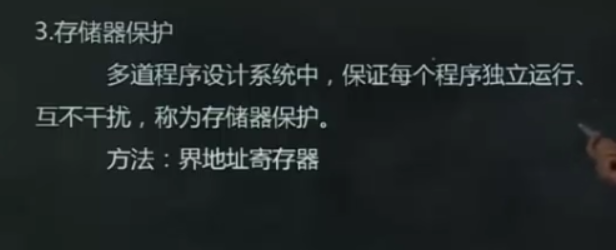 3.存储器保护
多道程序设计系统中，保证每个程序独立运行、
互不干扰，称为存储器保护。
方法：界地址寄存器